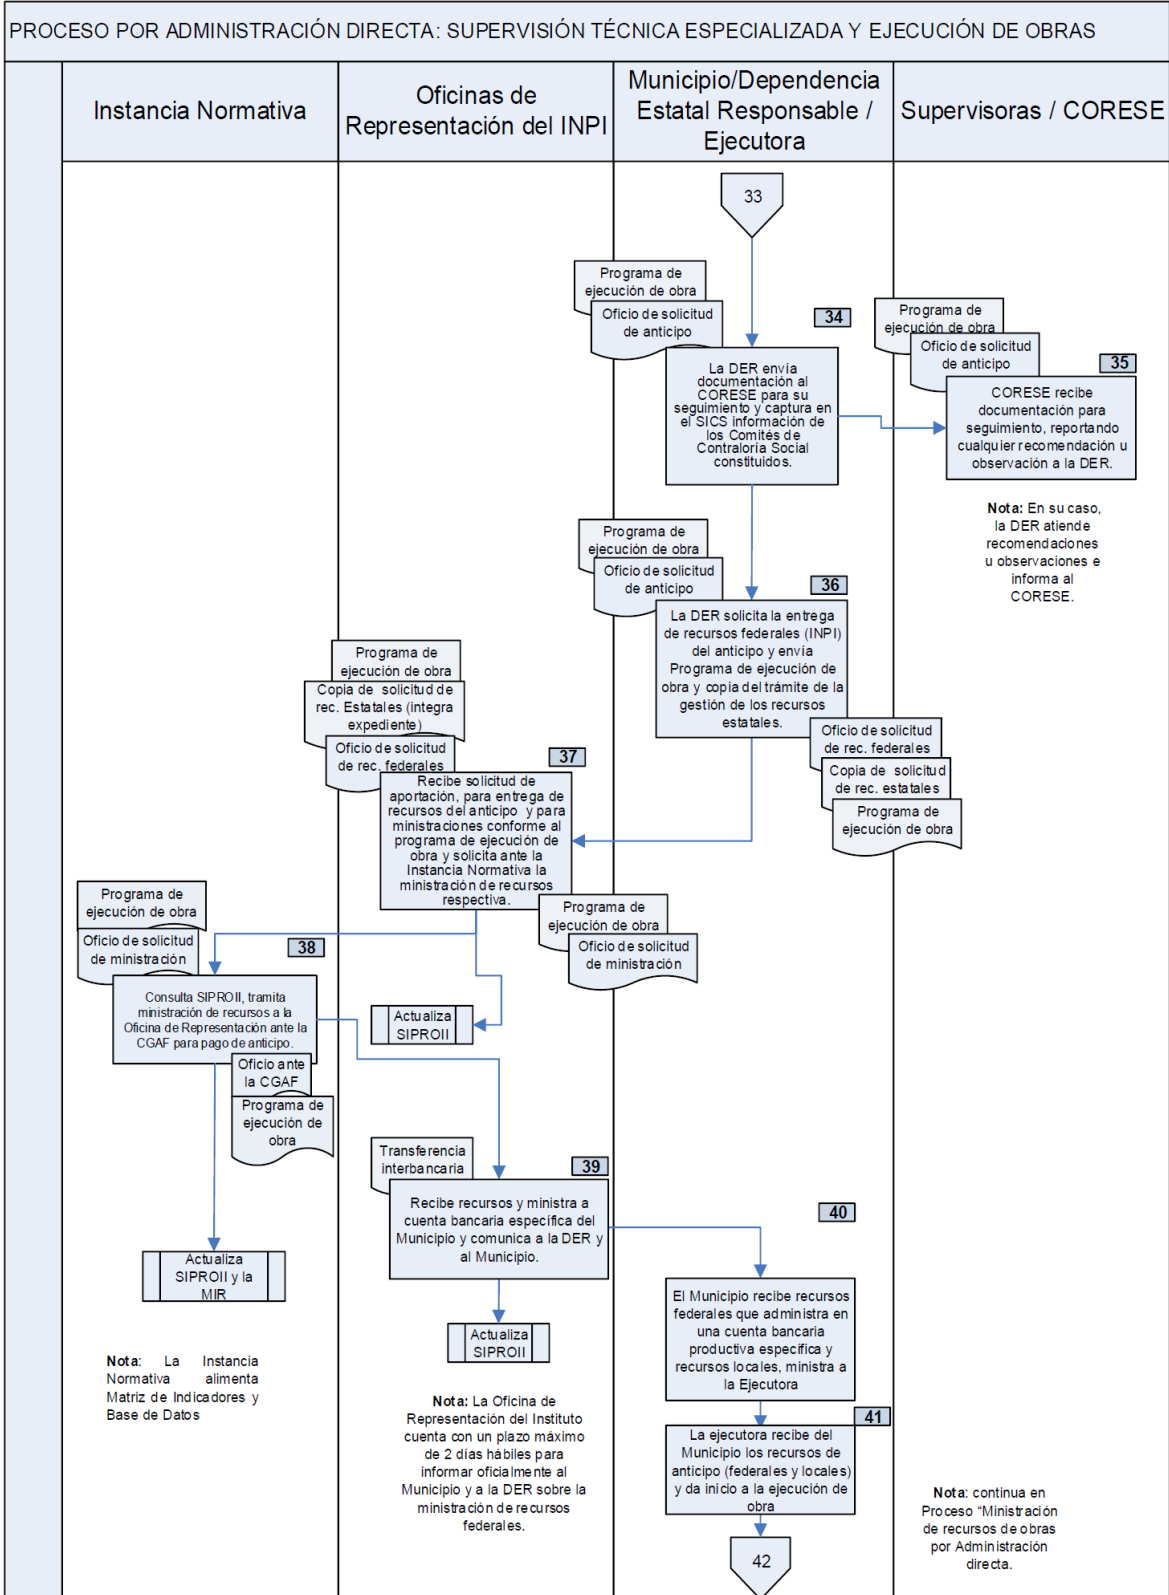 PROCESO POR ADMINISTRACIÓN DIRECTA: SUPERVISIÓN TÉCNICA ESPECIALIZADA Y EJECUCIÓN DE OBRAS
Instancia Normativa
Oficinas de
Representación del INPI
Municipio/Dependencia
Estatal Responsable /
Ejecutora
Supervisoras / CORESE
33
Programa de
ejecución de obra
Oficio de solicitud
de anticipo
34
La DER envía
documentación al
CORESE para su
seguimiento y captura en
el SICS información de
los Comités de
Contraloría Social
constituidos.
Programa de
ejecución de obra
Oficio de solicitud
de anticipo
35
CORESE recibe
documentación para
seguimiento, reportando
cualquier recomendación u
observación a la DER.
Nota: En su caso,
la DER atiende
recomendaciones
u observaciones e
informa al
CORESE.
Programa de
ejecución de obra
Oficio de solicitud
de anticipo
36
La DER solicita la entrega
de recursos federales (INPI)
del anticipo y envía
Programa de ejecución de
obra y copia del trámite de la
gestión de los recursos
estatales.
Oficio de solicitud
de rec. federales
Copia de solicitud
de rec. estatales
Programa de
ejecución de obra
Programa de
ejecución de obra
Copia de solicitud de
rec. Estatales (integra
expediente)
Oficio de solicitud
de rec. federales
37
Recibe solicitud de
aportación, para entrega de
recursos del anticipo y para
ministraciones conforme al
programa de ejecución de
obra y solicita ante la
Instancia Normativa la
ministración de recursos
respectiva.
Programa de
ejecución de obra
Oficio de solicitud
de ministración
Actualiza
SIPROII
Programa de
ejecución de obra
Oficio de solicitud
de ministración
38
Consulta SIPROII, tramita
ministración de recursos a la
Oficina de Representación ante la
CGAF para pago de anticipo.
Oficio ante
la CGAF
Programa de
ejecución de
obra
Actualiza
SIPROII y la
MIR
Nota: La Instancia
Normativa alimenta
Matriz de Indicadores y
Base de Datos
Transferencia
interbancaria
39
Recibe recursos y ministra a
cuenta bancaria específica del
Municipio y comunica a la DER y
al Municipio.
Actualiza
SIPROII
Nota: La Oficina de
Representación del Instituto
cuenta con un plazo máximo
de 2 días hábiles para
informar oficialmente al
Municipio y a la DER sobre la
ministración de recursos
federales.
40
El Municipio recibe recursos
federales que administra en
una cuenta bancaria
productiva específica y
recursos locales, ministra a
la Ejecutora
41
La ejecutora recibe del
Municipio los recursos de
anticipo (federales y locales)
y da inicio a la ejecución de
obra
42
Nota: continua en
Proceso “Ministración
de recursos de obras
por Administración
directa.